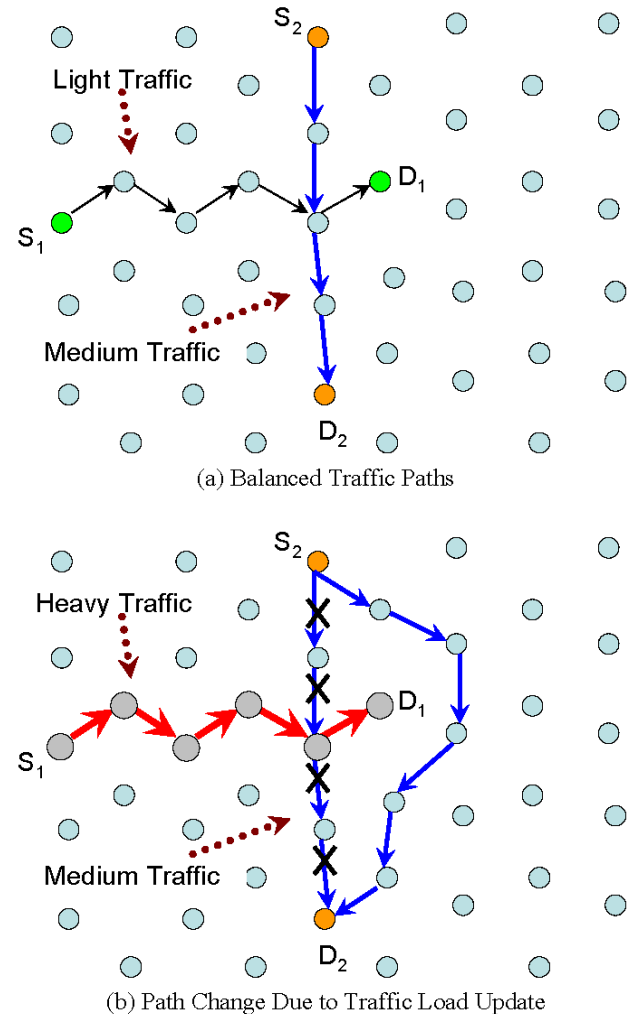 S2
Light Traffic
D1
S1
Medium Traffic
D2
(a) Balanced Traffic Paths
S2
Heavy Traffic
D1
S1
Medium Traffic
D2
(b) Path Change Due to Traffic Load Update